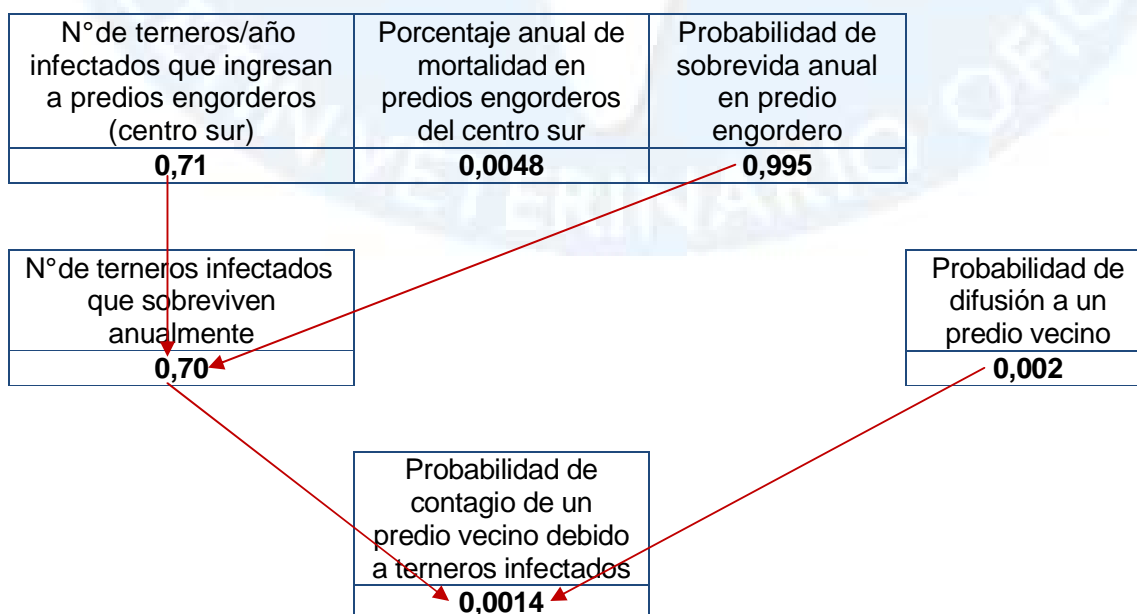 N° de terneros/año
infectados que ingresan
a predios engorderos
(centro sur)
0,71
Porcentaje anual de
mortalidad en
predios engorderos
del centro sur
0,0048
Probabilidad de
sobrevida anual
en predio
engordero
0,995
N° de terneros infectados
que sobreviven
anualmente
0,70
Probabilidad de
difusión a un
predio vecino
0,002
Probabilidad de
contagio de un
predio vecino debido
a terneros infectados
0,0014
VETERINARIO OFI